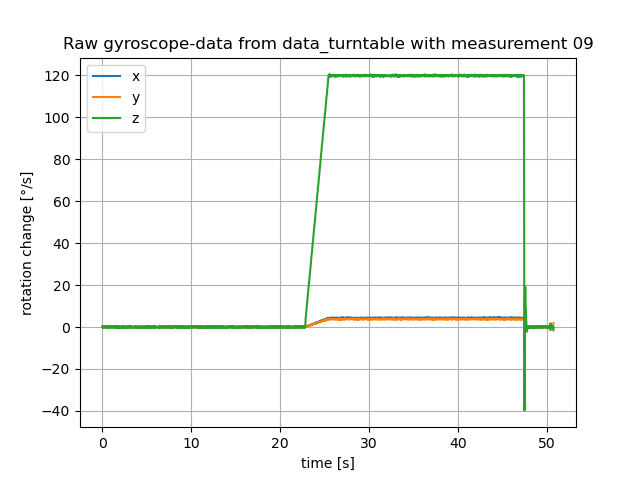 Raw gyroscope-data from data_turntable with measurement 09
x
y
z
120
100
80
60
40
20
0
−20
−40
rotation change [°/s]
0 10 20 30 40 50
time [s]